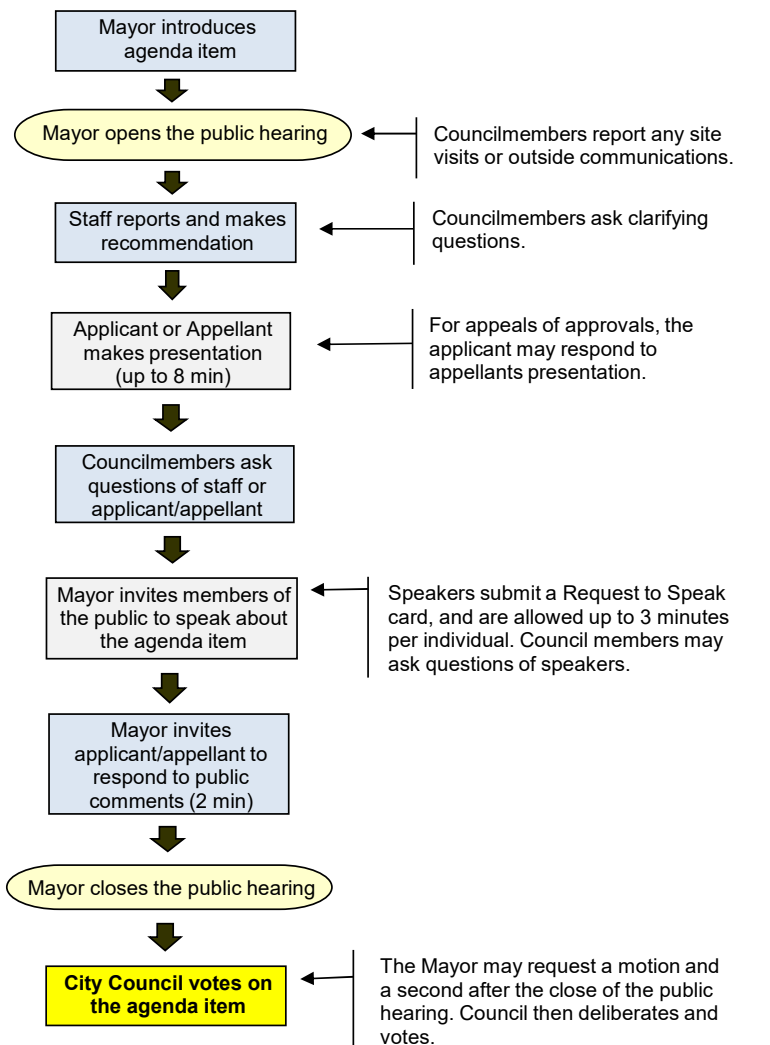 Mayor introduces
agenda item
Mayor opens the public hearing
Councilmembers report any site
visits or outside communications.
Staff reports and makes
recommendation
Councilmembers ask clarifying
questions.
Applicant or Appellant
makes presentation
(up to 8 min)
For appeals of approvals, the
applicant may respond to
appellants presentation.
Councilmembers ask
questions of staff or
applicant/appellant
Mayor invites members of
the public to speak about
the agenda item
Speakers submit a Request to Speak
card, and are allowed up to 3 minutes
per individual. Council members may
ask questions of speakers.
Mayor invites
applicant/appellant to
respond to public
comments (2 min)
Mayor closes the public hearing
City Council votes on
the agenda item
The Mayor may request a motion and
a second after the close of the public
hearing. Council then deliberates and
votes.